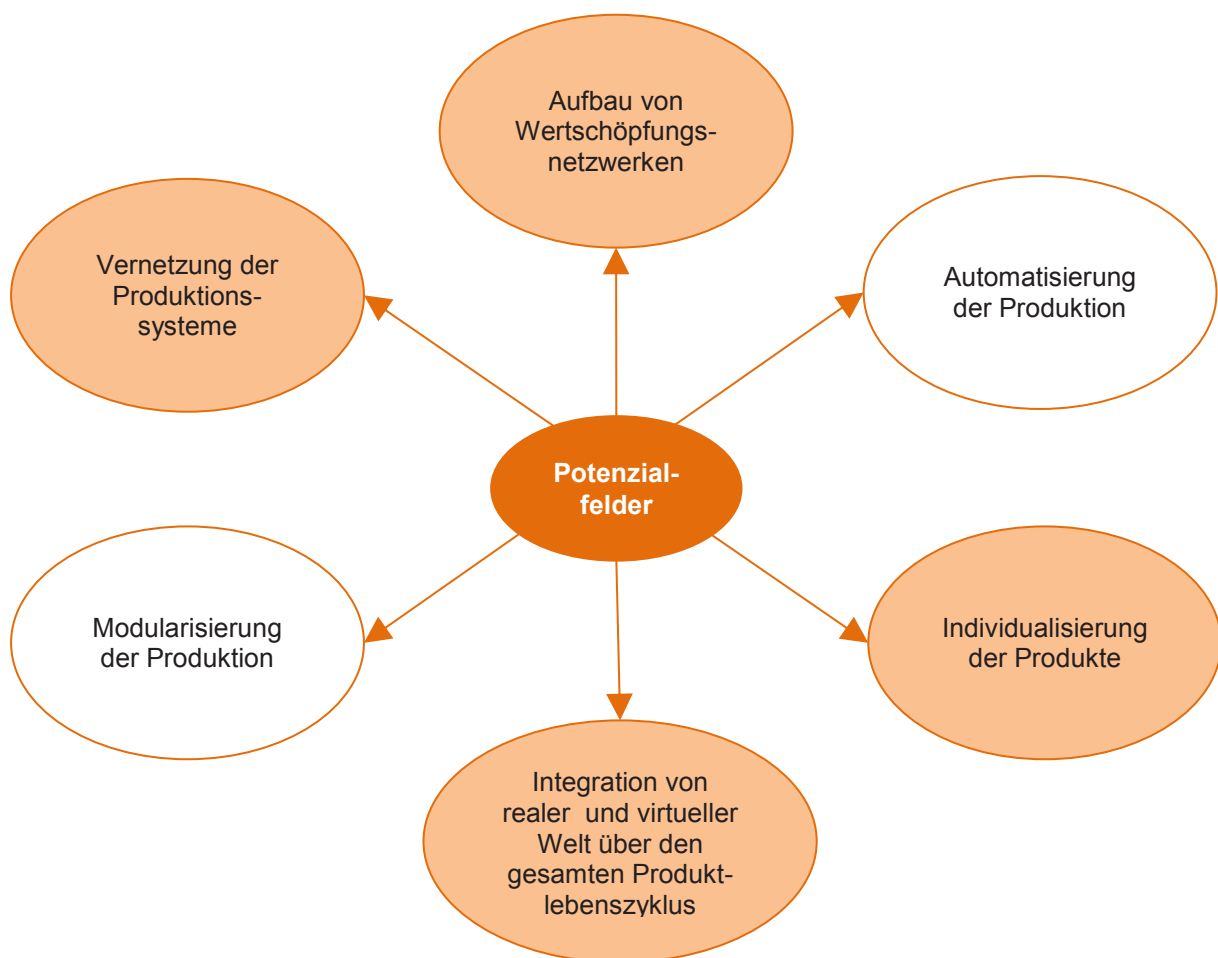 Aufbau von
Wertschöpfungs-
netzwerken
Vernetzung der
Produktions-
systeme
Automatisierung
der Produktion
Potenzial-
felder
Modularisierung
der Produktion
Individualisierung
der Produkte
Integration von
realer und virtueller
Welt über den
gesamten Produkt-
lebenszyklus